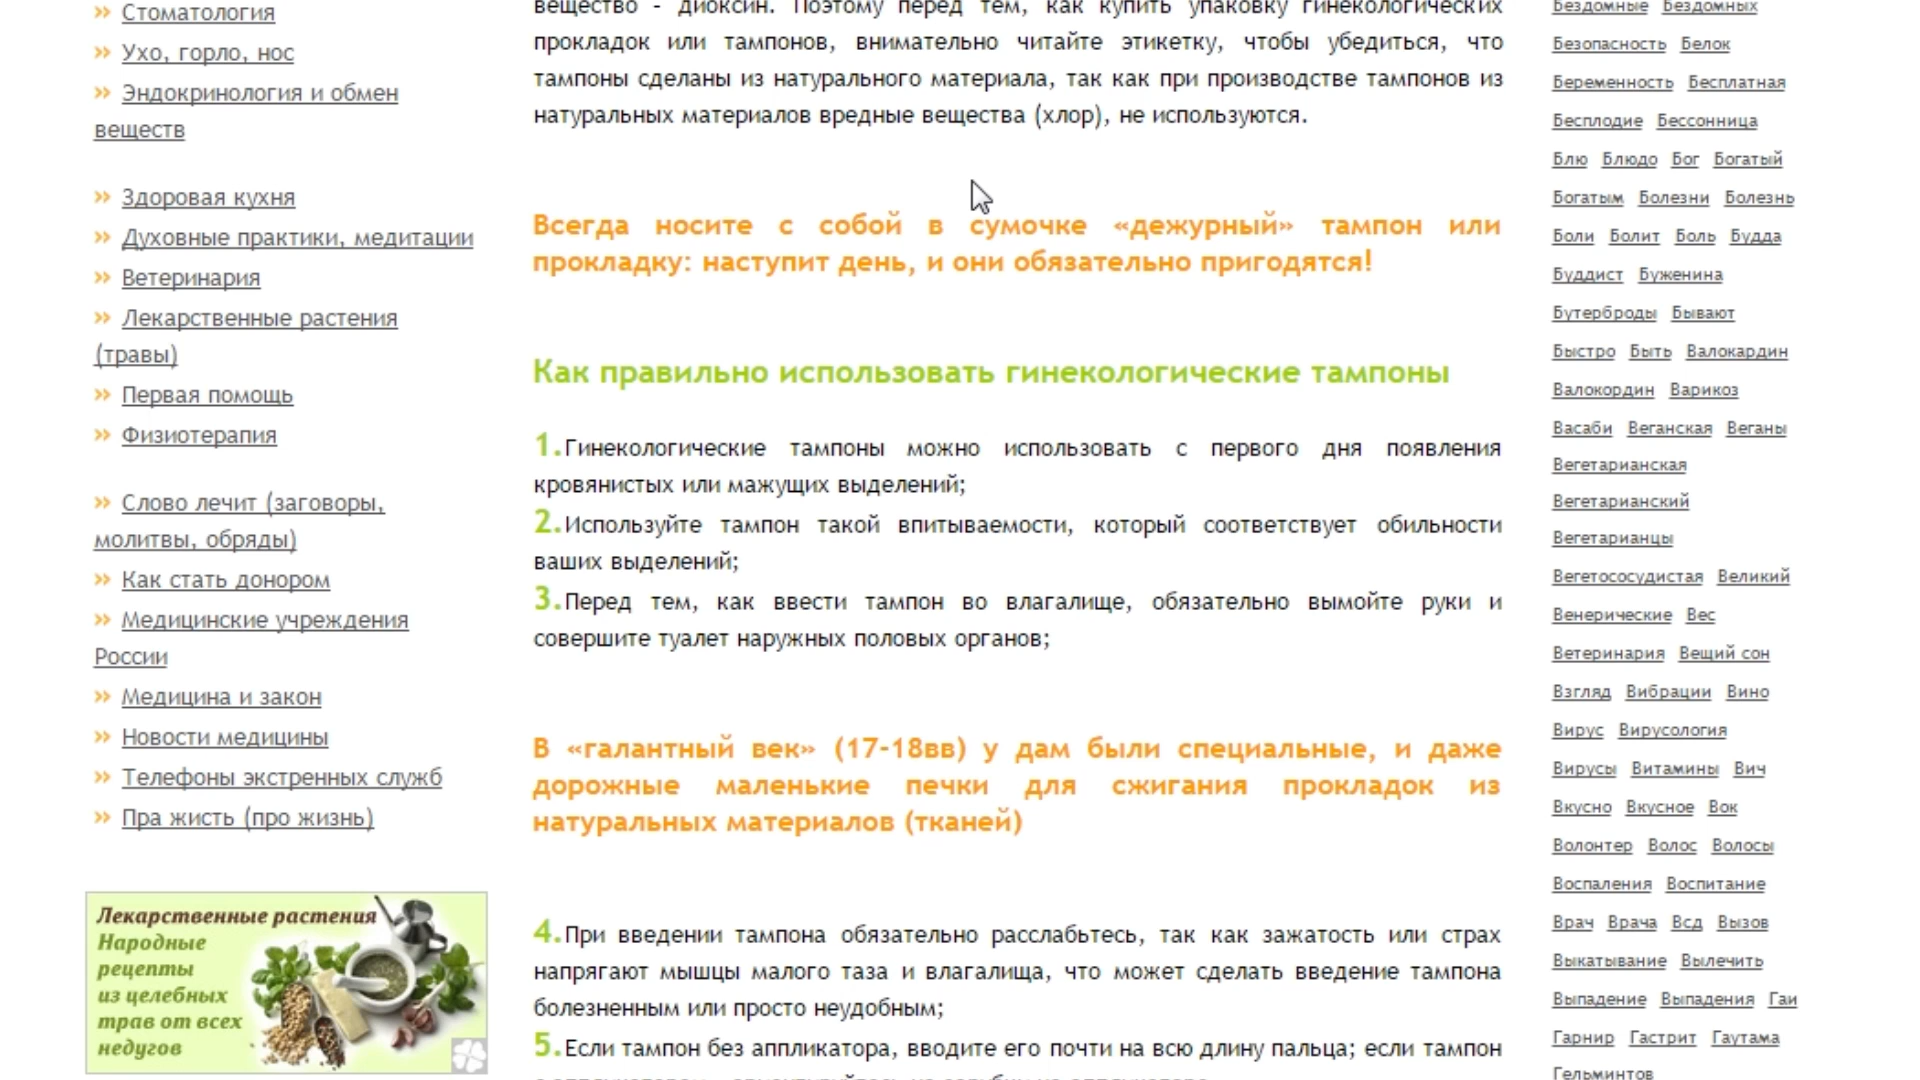 » Стоматология
» Ухо, горло, нос
» Эндокринология и обмен
веществ
» Здоровая кухня
» Духовные практики, медитации
» Ветеринария
» Лекарственные растения
(травы)
» Первая помощь
» Физиотерапия
» Слово лечит (заговоры,
молитвы, обряды)
» Как стать донором
» Медицинские учреждения
России
» Медицина и закон
» Новости медицины
» Телефоны экстренных служб
» Пра жисть (про жизнь)
Лекарственные растения
Народные
рецепты
из целебных
трав от всех
недугов
вещество - диоксин. Поэтому перед тем, как купить упаковку гинекологических
прокладок или тампонов, внимательно читайте этикетку, чтобы убедиться, что
тампоны сделаны из натурального материала, так как при производстве тампонов из
натуральных материалов вредные вещества (хлор), не используются.
Всегда носите с собой в сумочке «дежурный» тампон или
прокладку: наступит день, и они обязательно пригодятся!
Как правильно использовать гинекологические тампоны
1.Гинекологические тампоны можно использовать с первого дня появления
кровянистых или мажущих выделений;
2.Используйте тампон такой впитываемости, который соответствует обильности
ваших выделений;
3.Перед тем, как ввести тампон во влагалище, обязательно вымойте руки и
совершите туалет наружных половых органов;
В «галантный век» (17-18вв) у дам были специальные, и даже
дорожные маленькие печки для сжигания прокладок из
натуральных материалов (тканей)
4.При введении тампона обязательно расслабьтесь, так как зажатость или страх
напрягают мышцы малого таза и влагалища, что может сделать введение тампона
болезненным или просто неудобным;
5.Если тампон без аппликатора, вводите его почти на всю длину пальца; если тампон
Бездомные Бездомных
Безопасность Белок
Беременность Бесплатная
Бесплодие Бессонница
Блю Блюдо Бог Богатый
Богатым Болезни Болезнь
Боли Болит Боль Будда
Буддист Буженина
Бутерброды Бывают
Быстро Быть Валокардин
Валокордин Варикоз
Васаби Веганская Веганы
Вегетарианская
Вегетарианский
Вегетарианцы
Вегетососудистая Великий
Венерические Вес
Ветеринария Вещий сон
Взгляд Вибрации Вино
Вирус Вирусология
Вирусы Витамины Вич
Вкусно Вкусное Вок
Волонтер Волос Волосы
Воспаления Воспитание
Врач Врача Всд Вызов
Выкатывание Вылечить
Выпадение Выпадения Гаи
Гарнир Гастрит Гаутама
Гельминтов